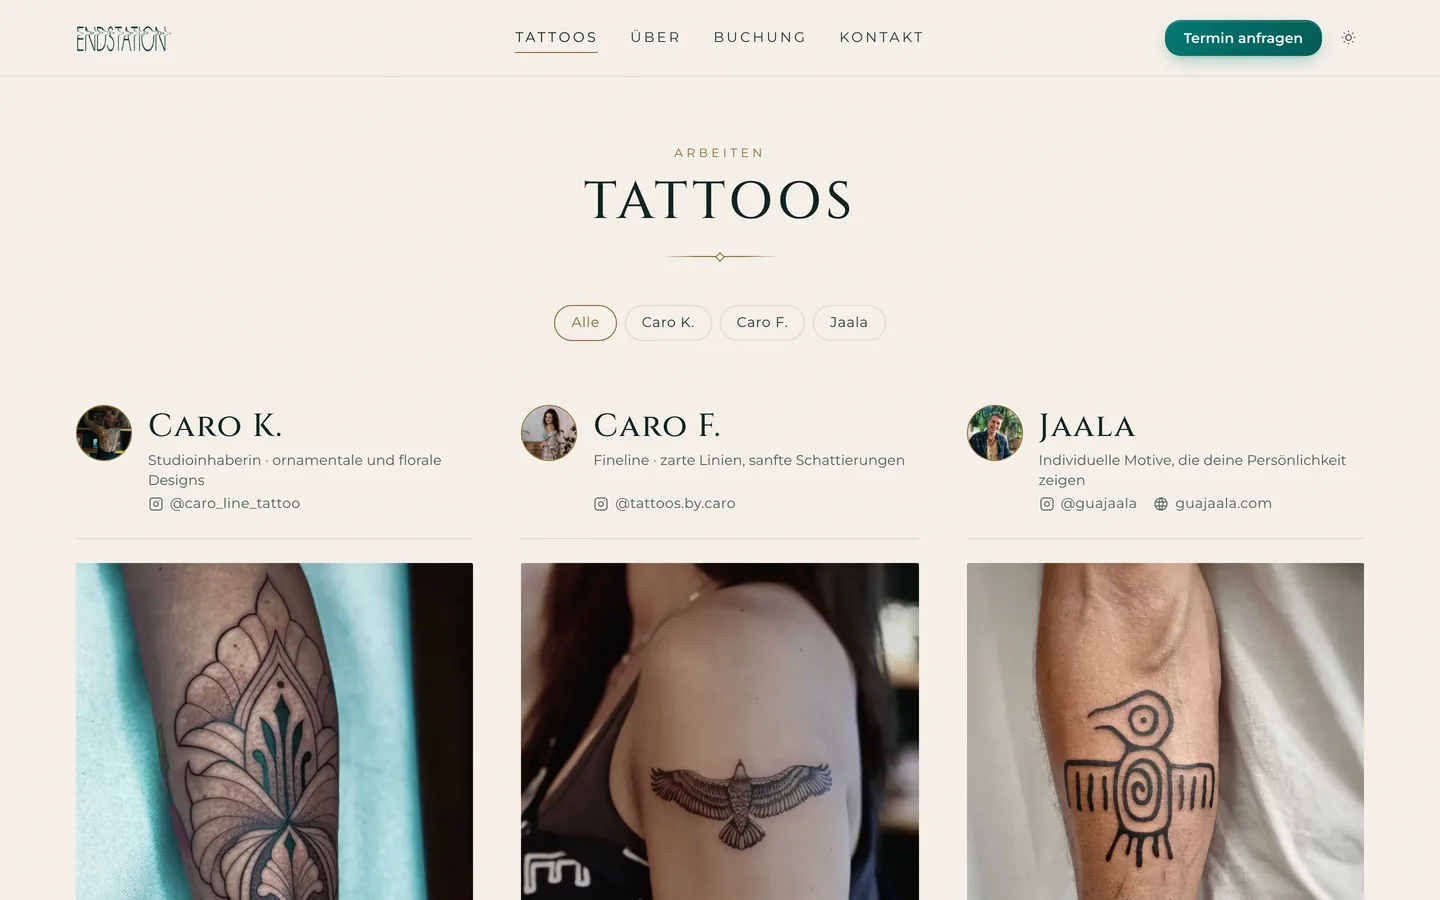 ENDSTATION
TATTOOS
ÜBER
BUCHUNG
KONTAKT
Termin anfragen
ARBEITEN
TATTOOS
Alle
Caro K.
Caro F.
Jaala
Caro K.
Studioinhaberin · ornamentale und florale
Designs
@caro_line_tattoo
Caro F.
Fineline · zarte Linien, sanfte Schattierungen
@tattoos.by.caro
Jaala
Individuelle Motive, die deine Persönlichkeit
zeigen
@guajaala
guajaala.com